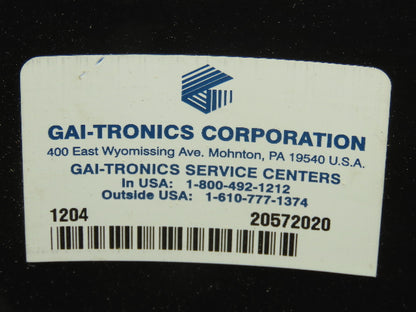 GAI-TRONICS CORPORATION
400 East Wyomissing Ave. Mohnton, PA 19540 U.S.A.
GAI-TRONICS SERVICE CENTERS
In USA: 1-800-492-1212
Outside USA: 1-610-777-1374
1204 20572020